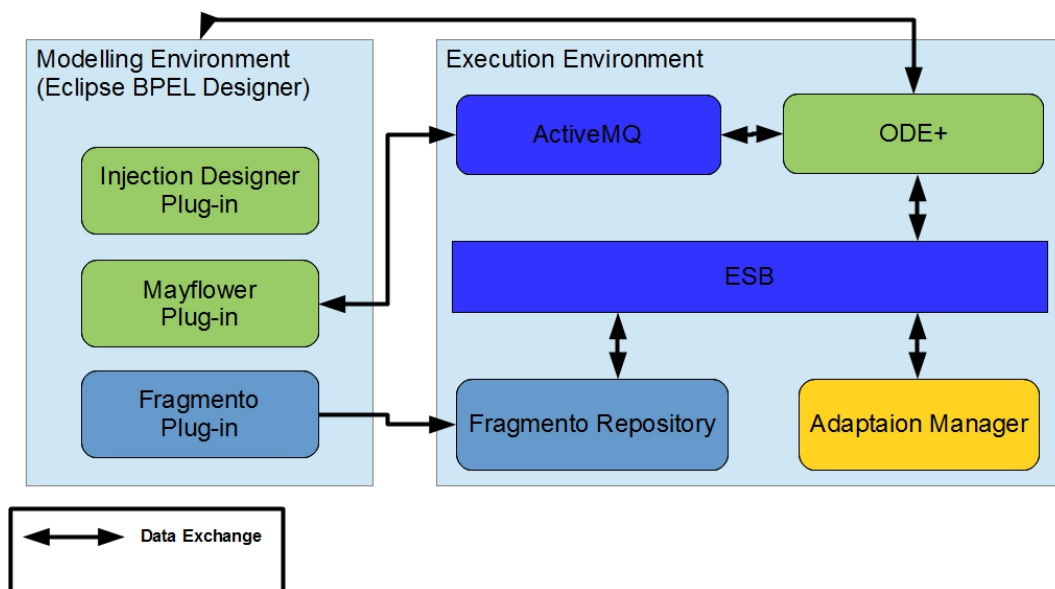 Modelling Environment
(Eclipse BPEL Designer)
Injection Designer
Plug-in
Mayflower
Plug-in
Fragmento
Plug-in
Execution Environment
ActiveMQ
ODE+
ESB
Fragmento Repository
Adaptaion Manager
Data Exchange